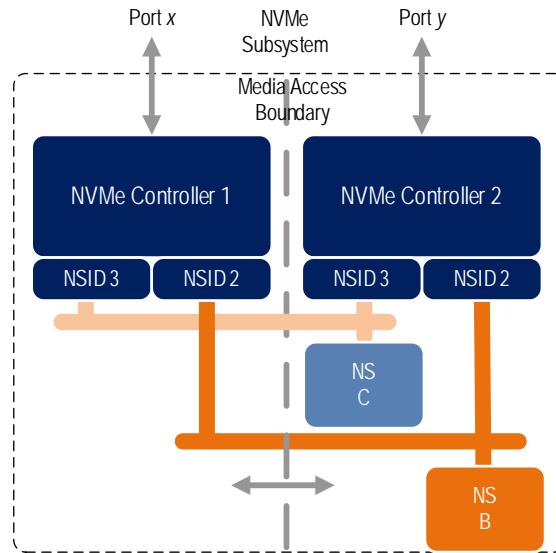 Port x
NVMe
Subsystem
Port y
Media Access
Boundary
NVMe Controller 1
NVMe Controller 2
NSID 3
NSID 2
NSID 3
NSID 2
NS
C
NS
B